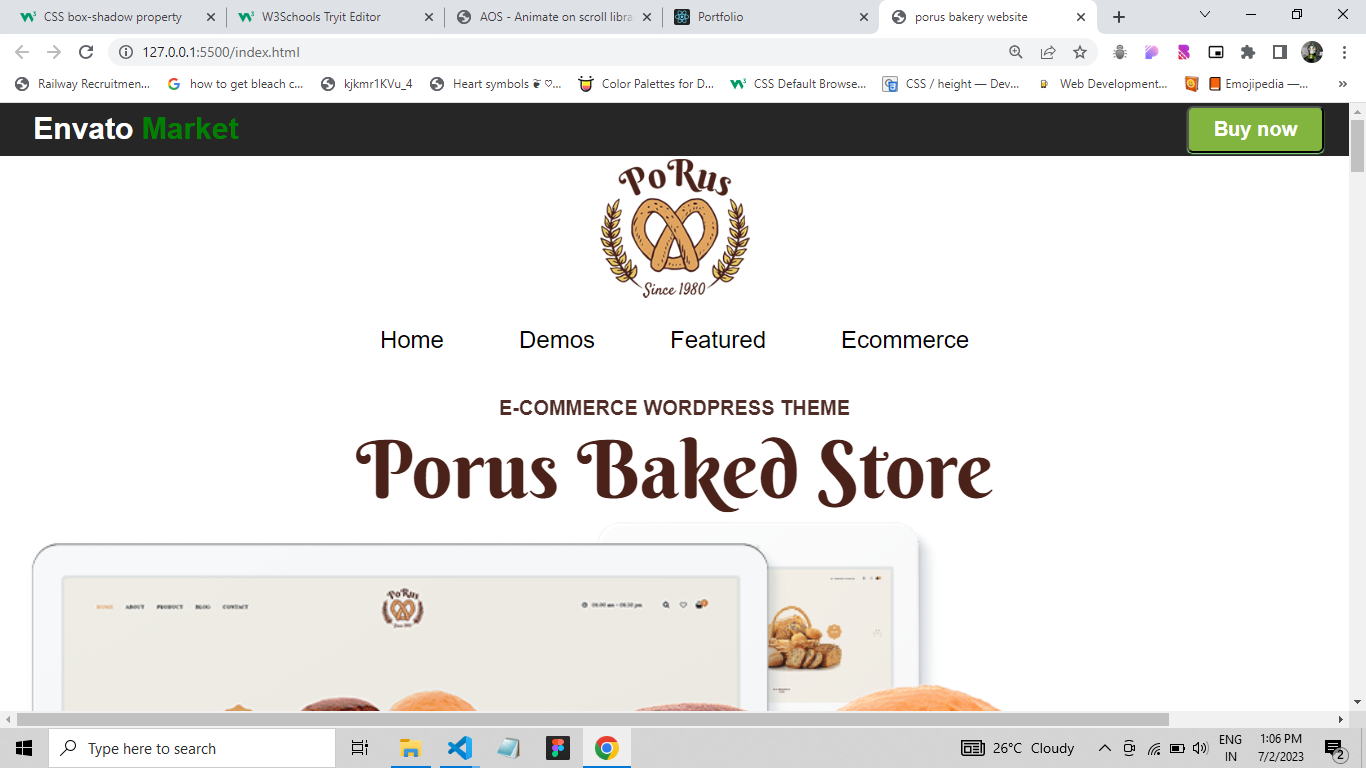 CSS box-shadow property
W3Schools Tryit Editor
AOS - Animate on scroll libra
Portfolio
porus bakery website
127.0.0.1:5500/index.html
Railway Recruitmen...
how to get bleach c...
kjkmr1KVu_4
Heart symbols ❦ ♡...
Color Palettes for D...
CSS Default Browse...
CSS / height — Dev...
Web Development...
Emojipedia —...
»
Envato Market
Buy now
PoRus
Since 1980
Home Demos Featured Ecommerce
E-COMMERCE WORDPRESS THEME
Porus Baked Store
HOME ABOUT PRODUCT BLOG CONTACT
PoRus
Since 1980
08:00 am - 08:30 pm
Type here to search
26°C Cloudy
ENG
IN
1:06 PM
7/2/2023
2